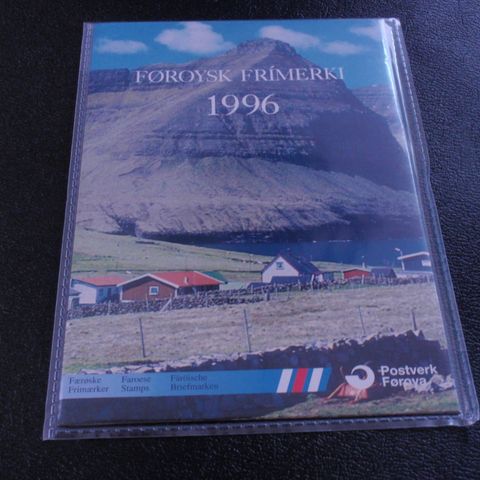 FØROYSK FRÍMERKI
1996
Færøske
Frimærker
Faroese
Stamps
Färöische
Briefmarken
Postverk
Føroya